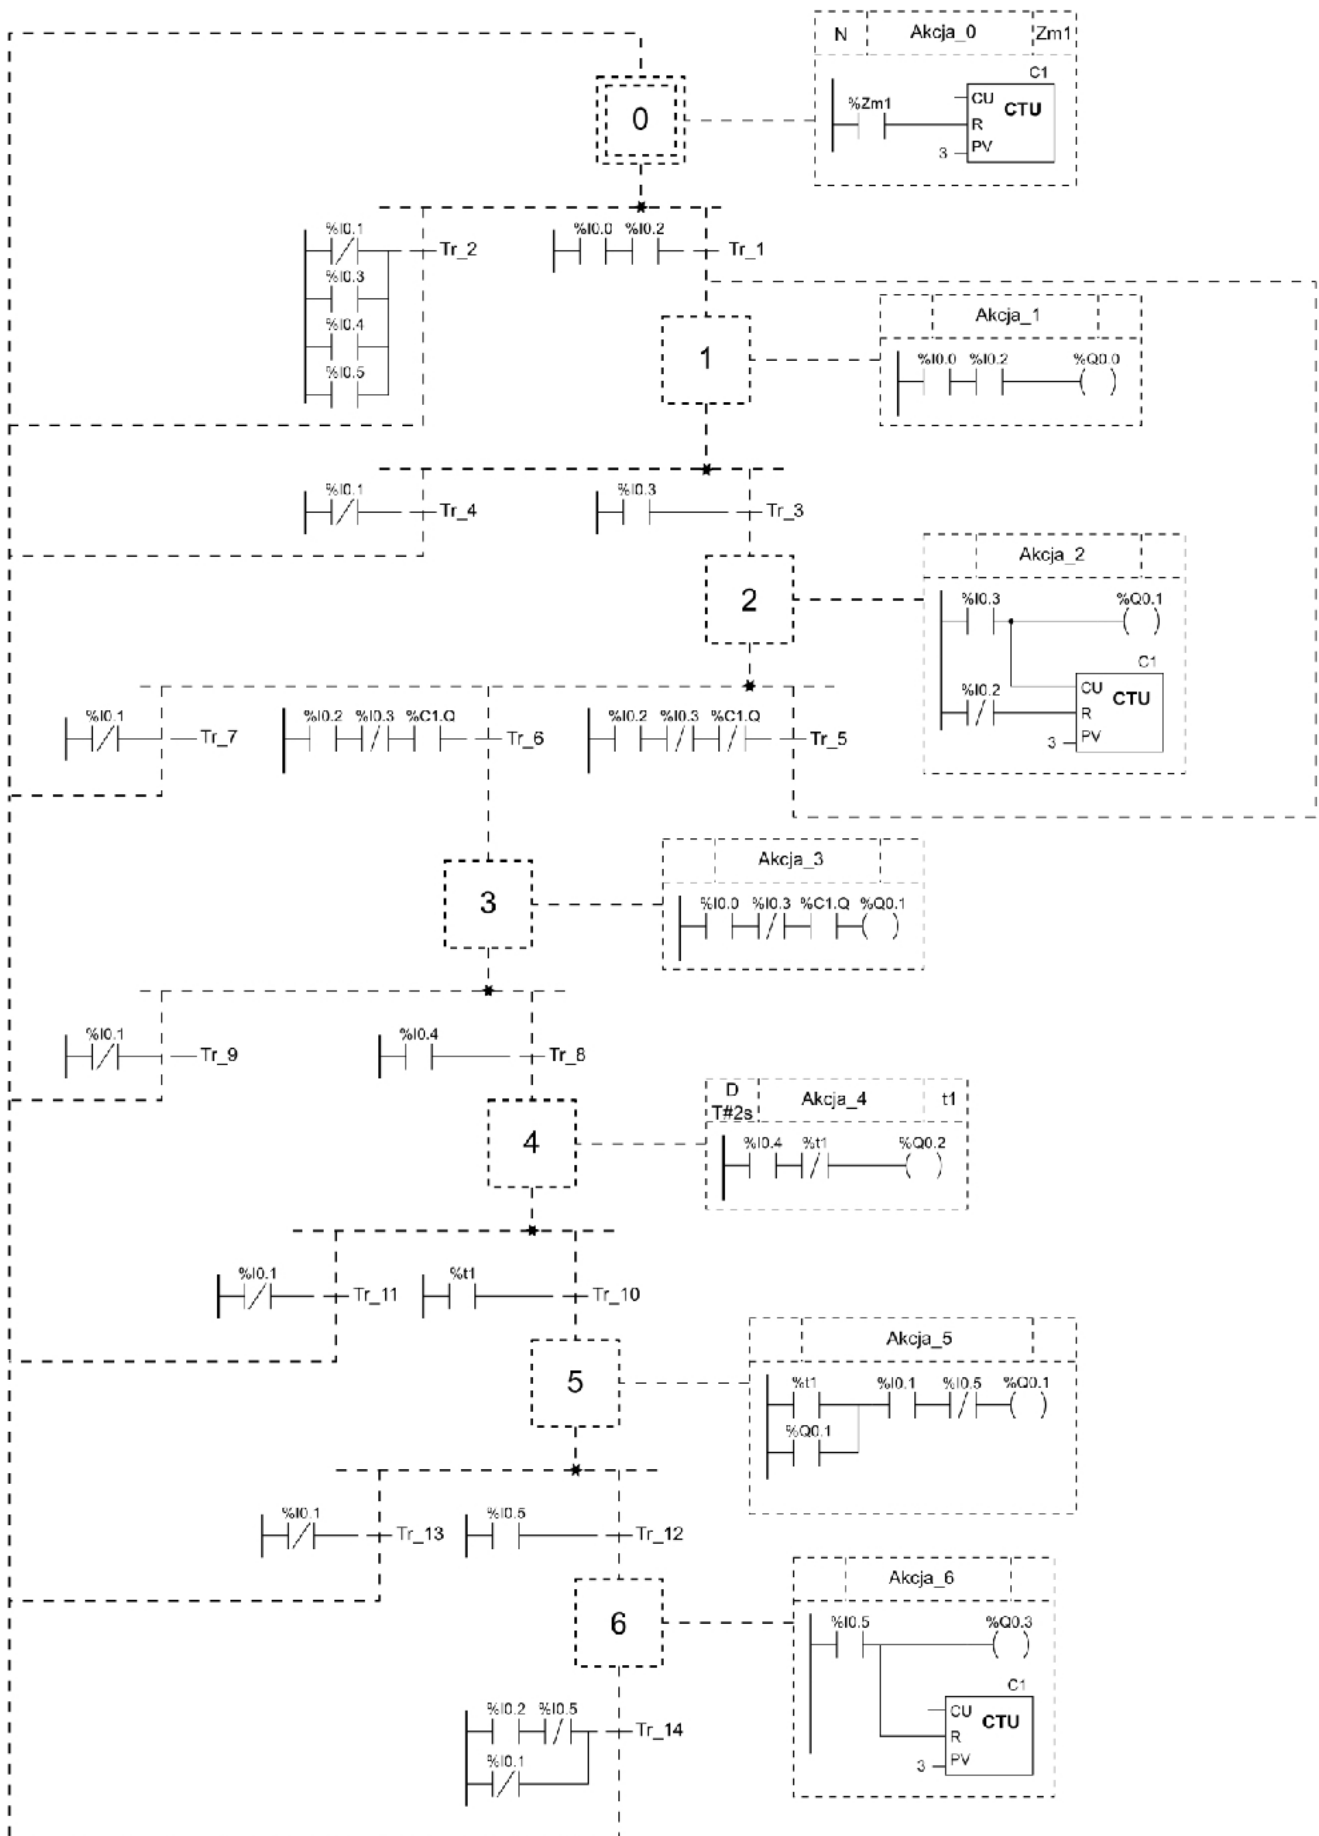 N Akcja_0 Zm1
C1
%Zm1 CU CTU
R
3 PV
0
%I0.1 %I0.0 %I0.2
Tr_2 Tr_1
%I0.3
%I0.4
%I0.5
Akcja_1
1
%I0.0 %I0.2 %Q0.0
%I0.1 %I0.3
Tr_4 Tr_3
Akcja_2
2
%I0.3 %Q0.1
C1
%I0.2 CU CTU
R
3 PV
%I0.1 %I0.2 %I0.3 %C1.Q %I0.2 %I0.3 %C1.Q
Tr_7 Tr_6 Tr_5
Akcja_3
3
%I0.0 %I0.3 %C1.Q %Q0.1
%I0.1 %I0.4
Tr_9 Tr_8
D
T#2s Akcja_4 t1
4
%I0.4 %t1 %Q0.2
%I0.1 %t1
Tr_11 Tr_10
Akcja_5
5
%t1 %I0.1 %I0.5 %Q0.1
%Q0.1
%I0.1 %I0.5
Tr_13 Tr_12
Akcja_6
6
%I0.5 %Q0.3
C1
CU CTU
R
3 PV
%I0.2 %I0.5
Tr_14
%I0.1